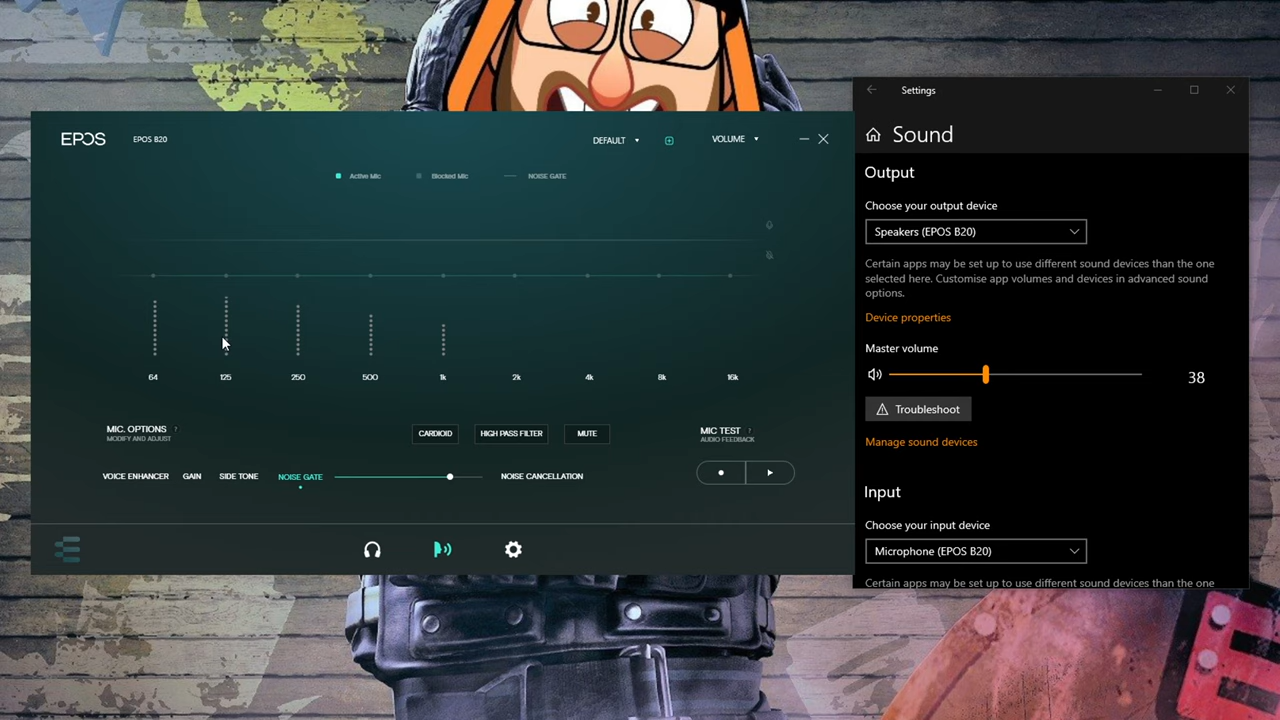 EPOS
EPOS B20
DEFAULT
VOLUME
Active Mic
Blocked Mic
NOISE GATE
64
125
250
500
1k
2k
4k
8k
16k
MIC. OPTIONS ?
MODIFY AND ADJUST
CARDIOID
HIGH PASS FILTER
MUTE
MIC TEST ?
AUDIO FEEDBACK
VOICE ENHANCER
GAIN
SIDE TONE
NOISE GATE
NOISE CANCELLATION
Settings
Sound
Output
Choose your output device
Speakers (EPOS B20)
Certain apps may be set up to use different sound devices than the one
selected here. Customise app volumes and devices in advanced sound
options.
Device properties
Master volume
38
Troubleshoot
Manage sound devices
Input
Choose your input device
Microphone (EPOS B20)
Certain apps may be set up to use different sound devices than the one